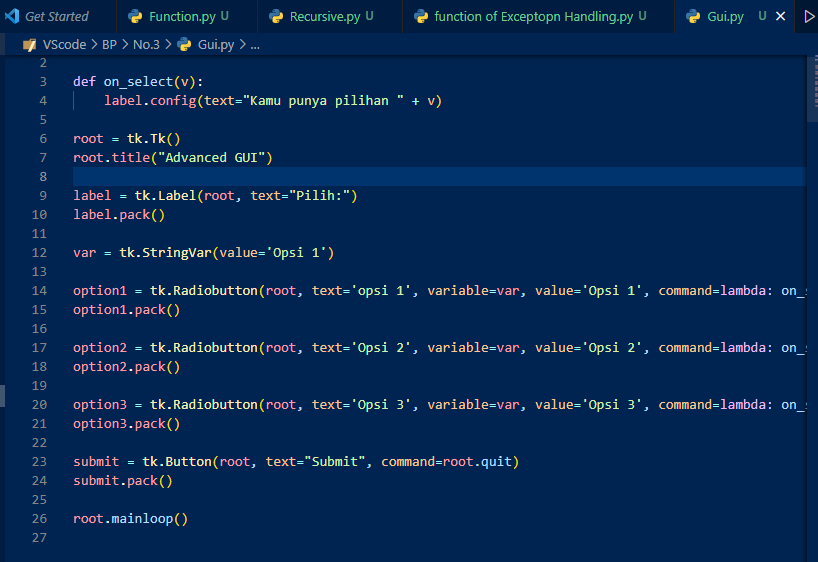 Get Started Function.py U Recursive.py U function of Exceptopn Handling.py U Gui.py U
VScode > BP > No.3 > Gui.py > ...
2
3 def on_select(v):
4     label.config(text="Kamu punya pilihan " + v)
5
6 root = tk.Tk()
7 root.title("Advanced GUI")
8
9 label = tk.Label(root, text="Pilih:")
10 label.pack()
11
12 var = tk.StringVar(value='Opsi 1')
13
14 option1 = tk.Radiobutton(root, text='opsi 1', variable=var, value='Opsi 1', command=lambda: on_s
15 option1.pack()
16
17 option2 = tk.Radiobutton(root, text='Opsi 2', variable=var, value='Opsi 2', command=lambda: on_s
18 option2.pack()
19
20 option3 = tk.Radiobutton(root, text='Opsi 3', variable=var, value='Opsi 3', command=lambda: on_s
21 option3.pack()
22
23 submit = tk.Button(root, text="Submit", command=root.quit)
24 submit.pack()
25
26 root.mainloop()
27